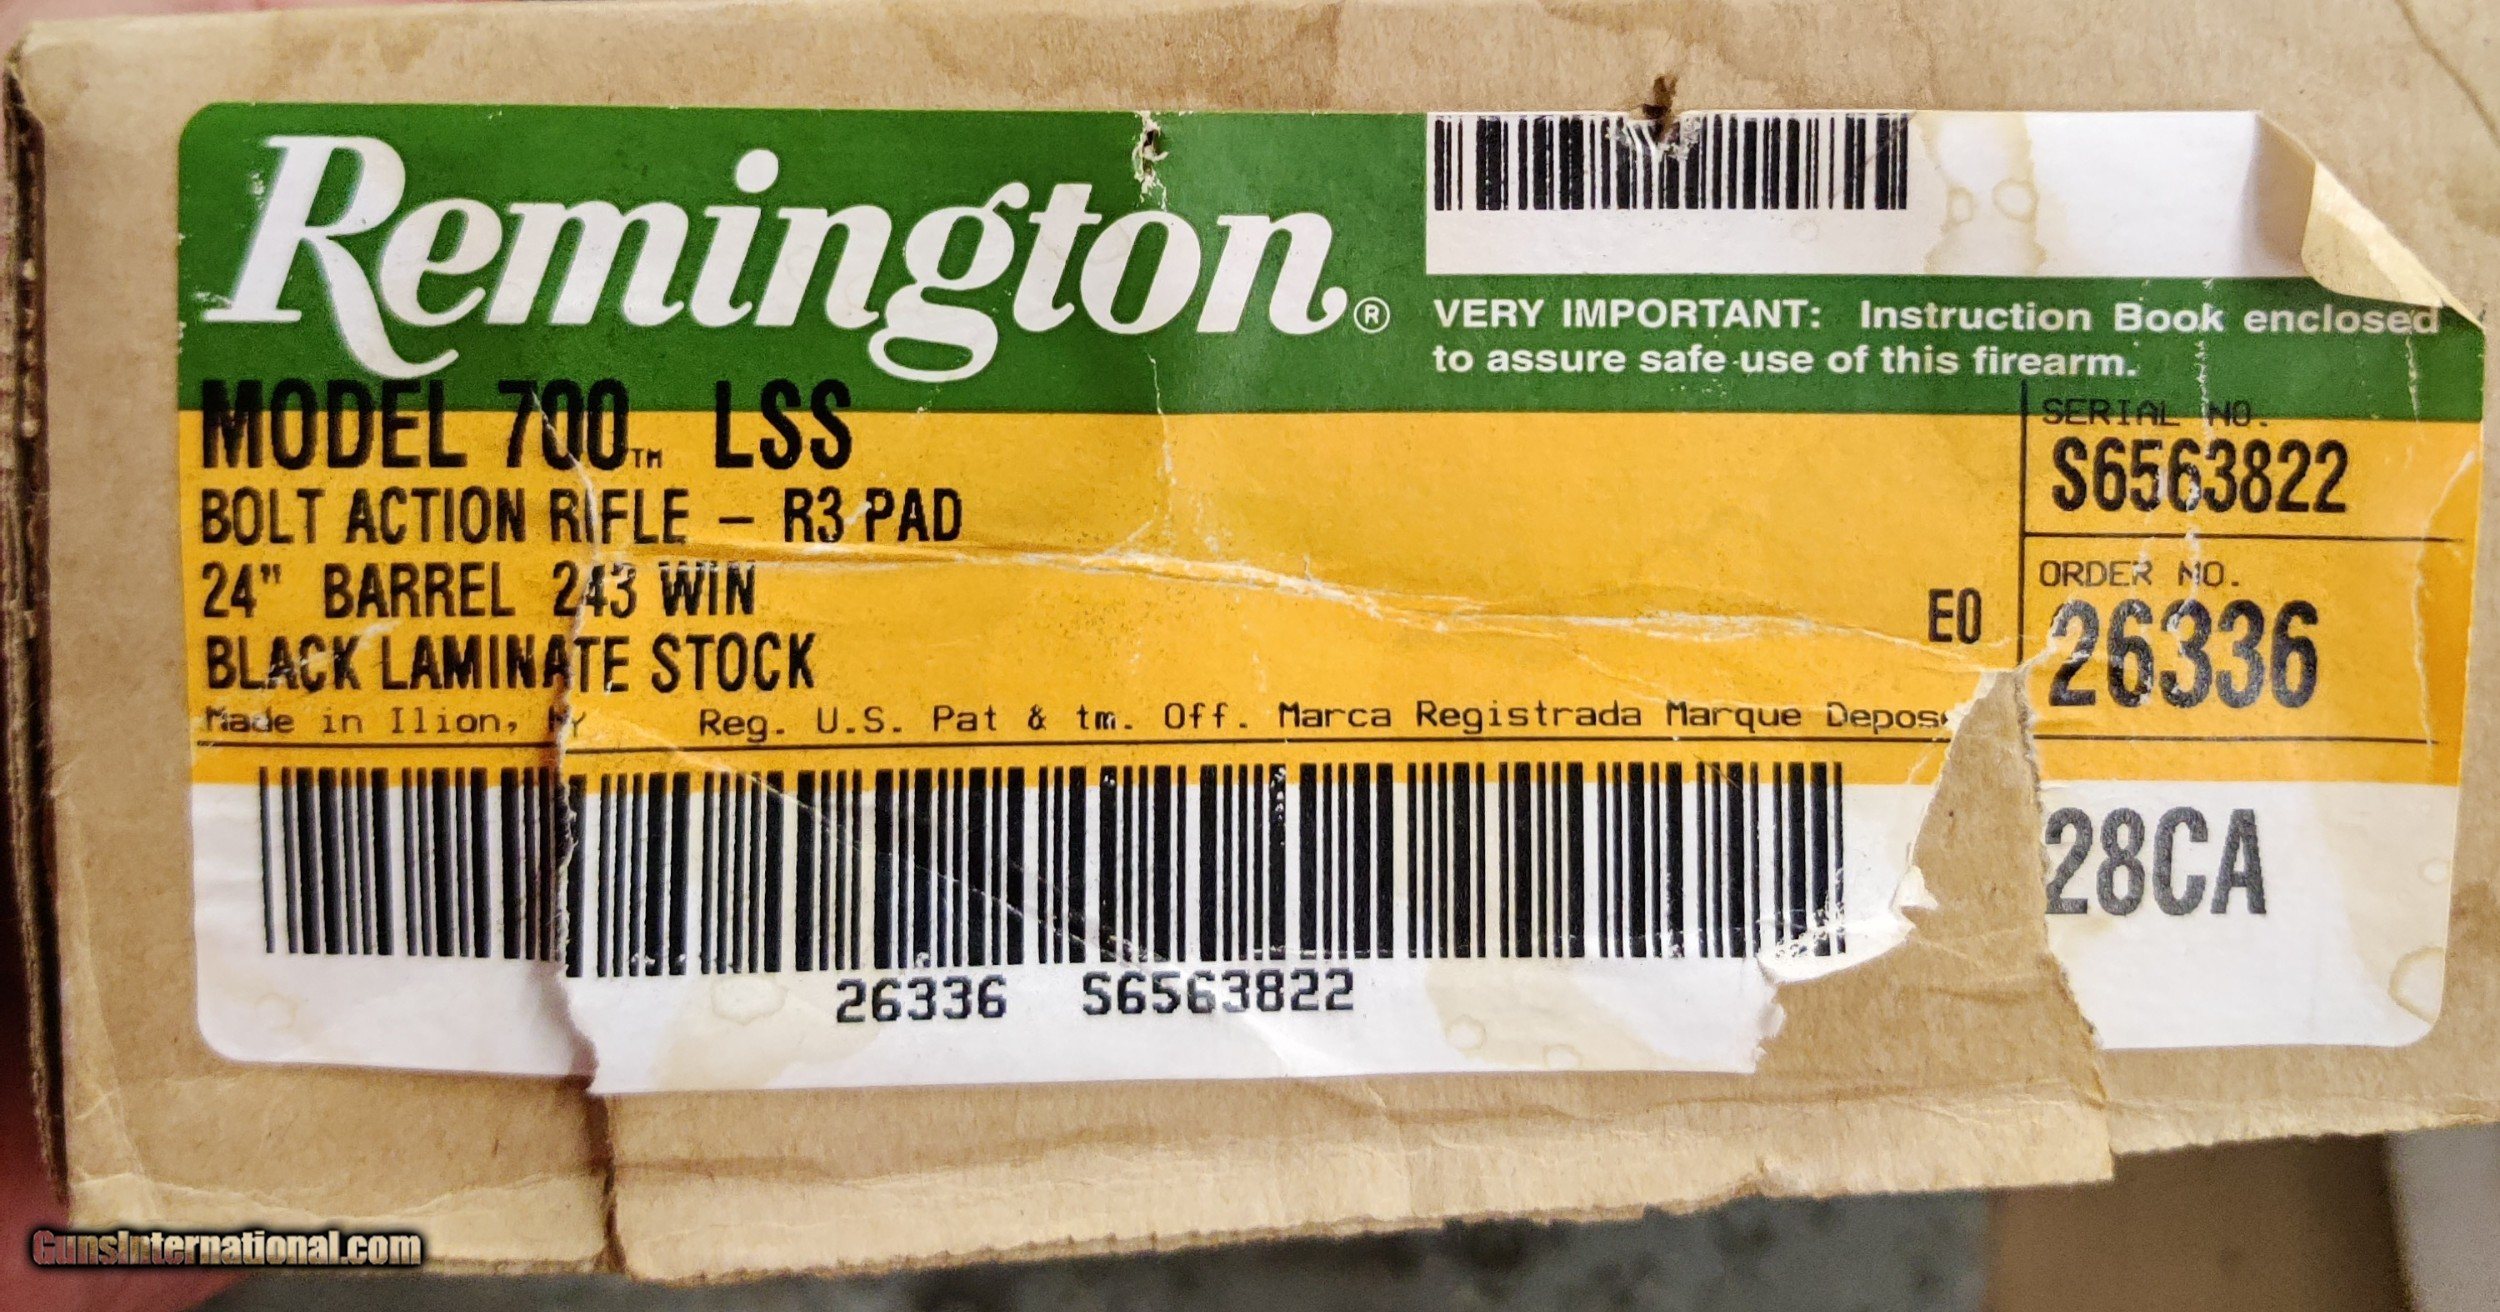 Remington®
VERY IMPORTANT: Instruction Book enclosed
to assure safe use of this firearm.
MODEL 700™ LSS
BOLT ACTION RIFLE – R3 PAD
24" BARREL 243 WIN
BLACK LAMINATE STOCK
E0
SERIAL NO.
S6563822
ORDER NO.
26336
Made in Ilion, NY Reg. U.S. Pat & tm. Off. Marca Registrada Marque
28CA
26336 S6563822
GunsInternational.com